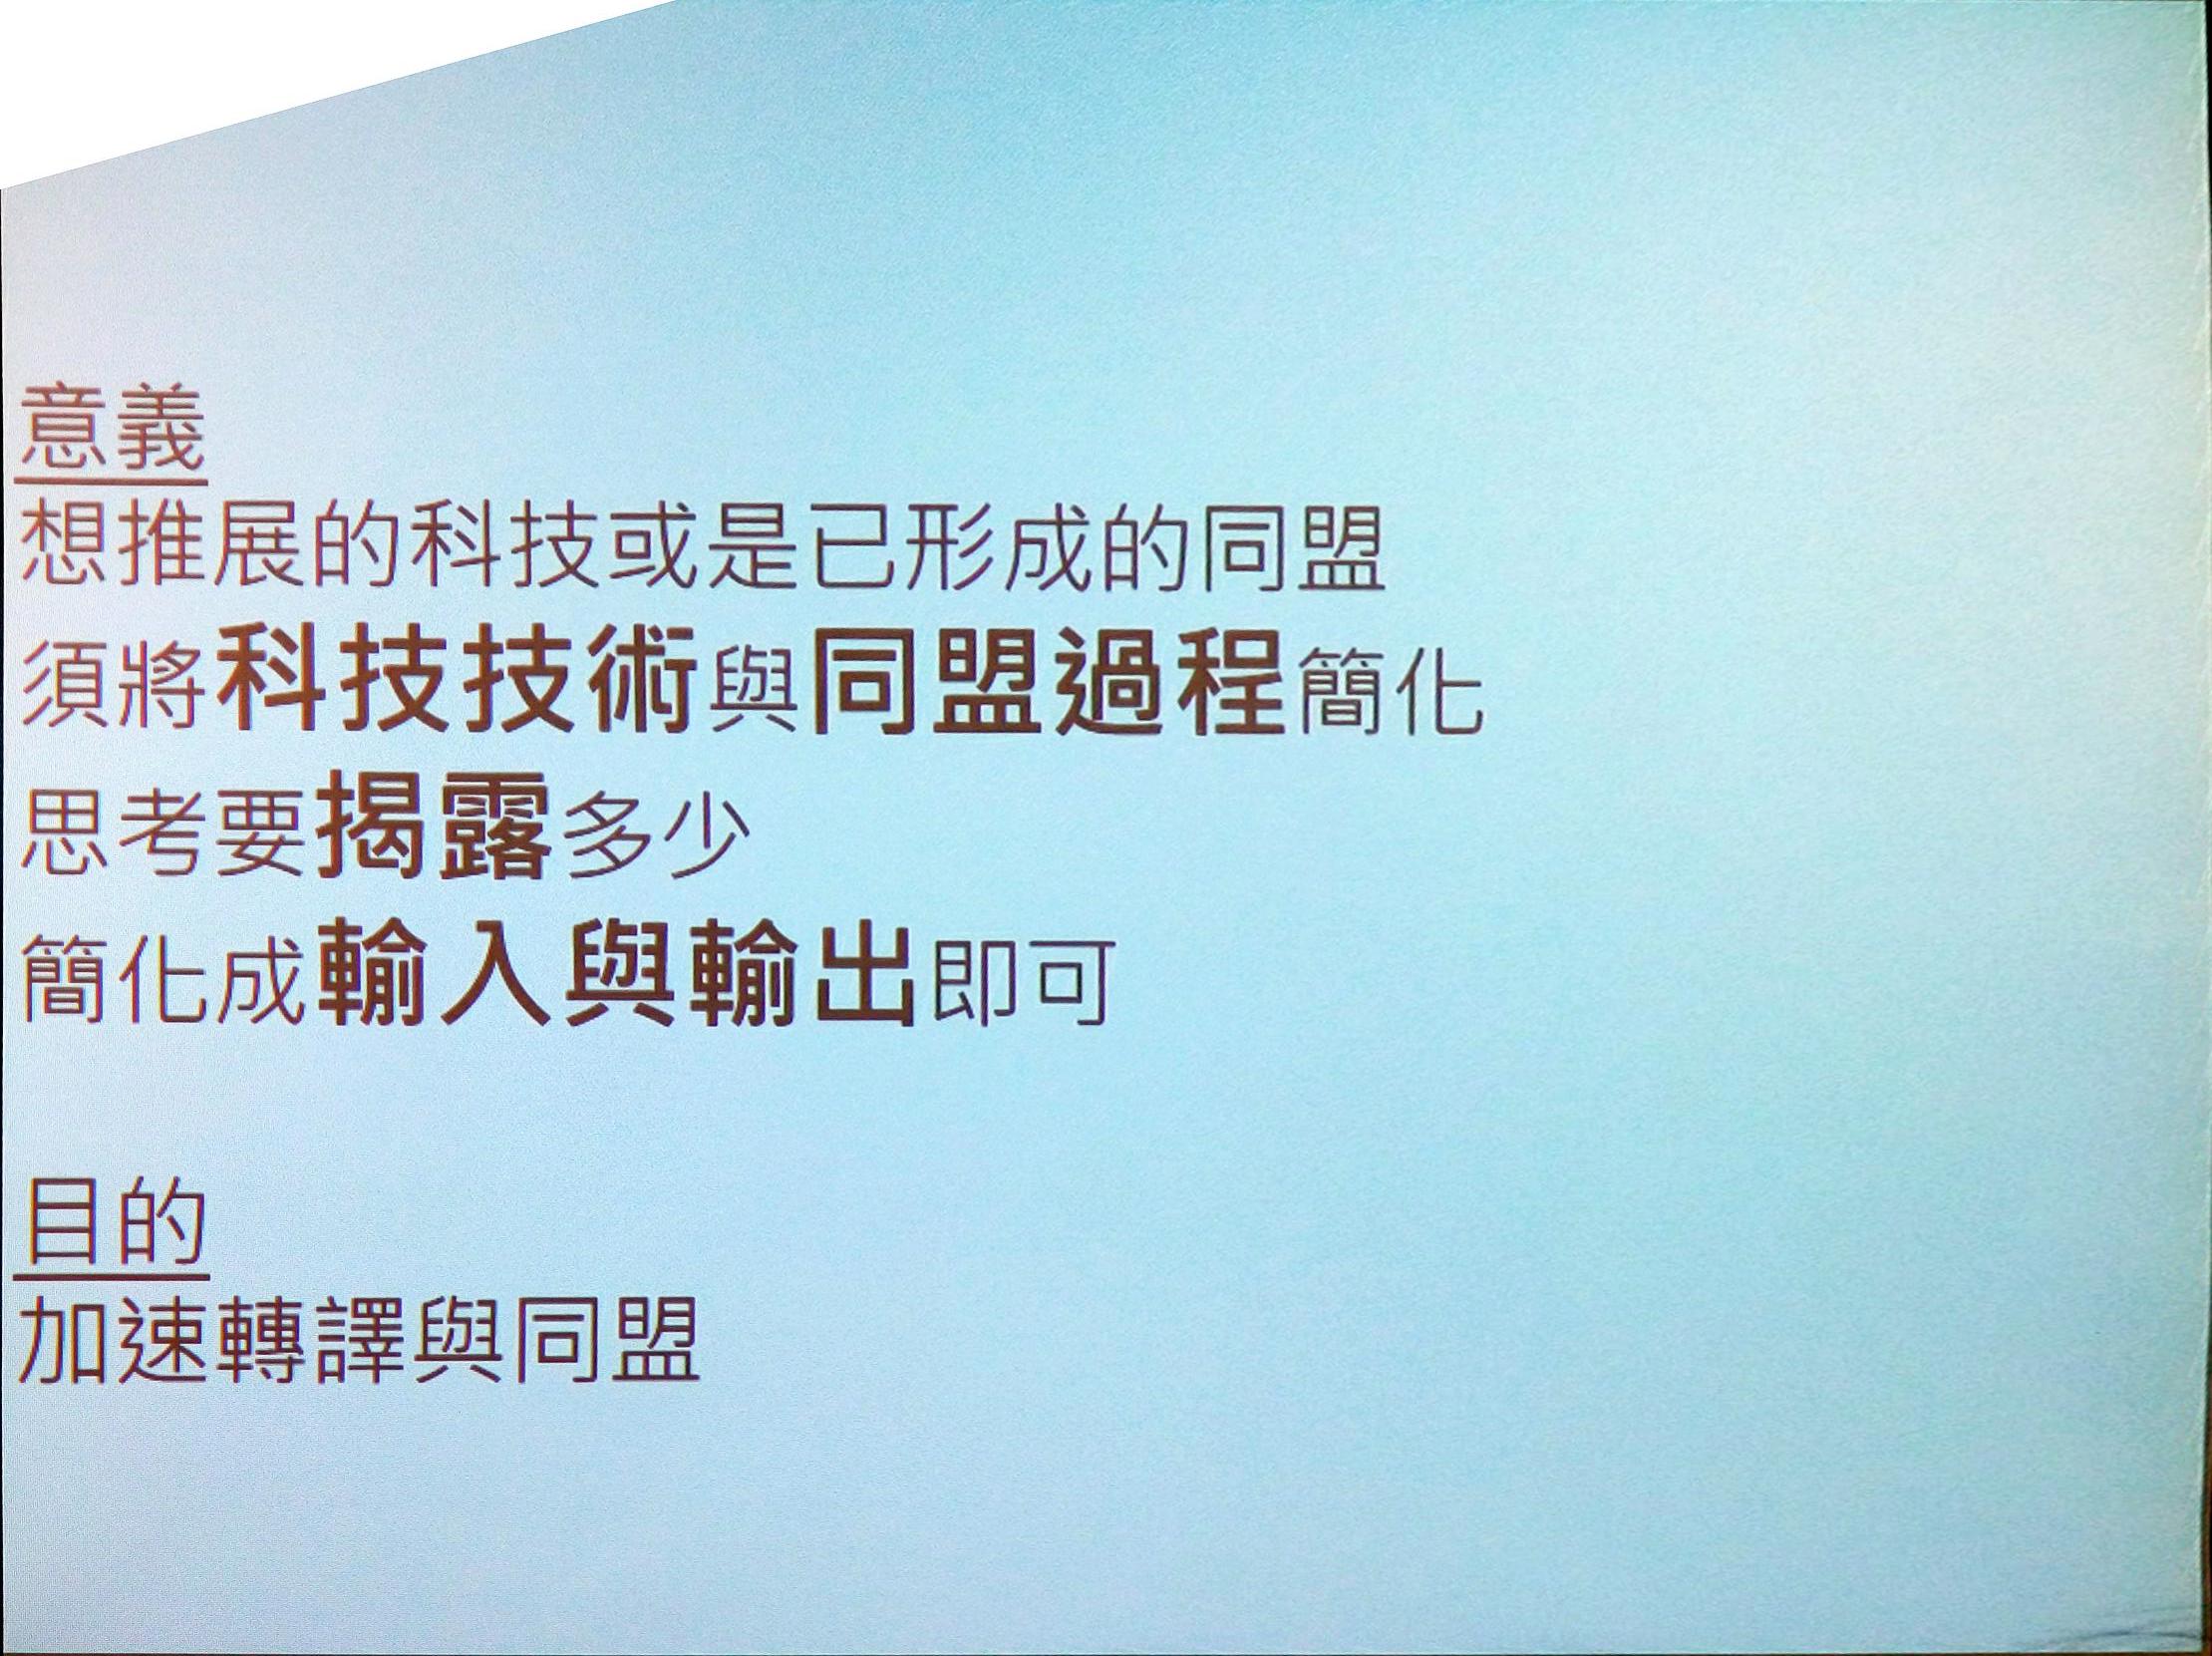 意義
想推展的科技或是已形成的同盟
須將科技技術與同盟過程簡化
思考要揭露多少
簡化成輸入與輸出即可
目的
加速轉譯與同盟